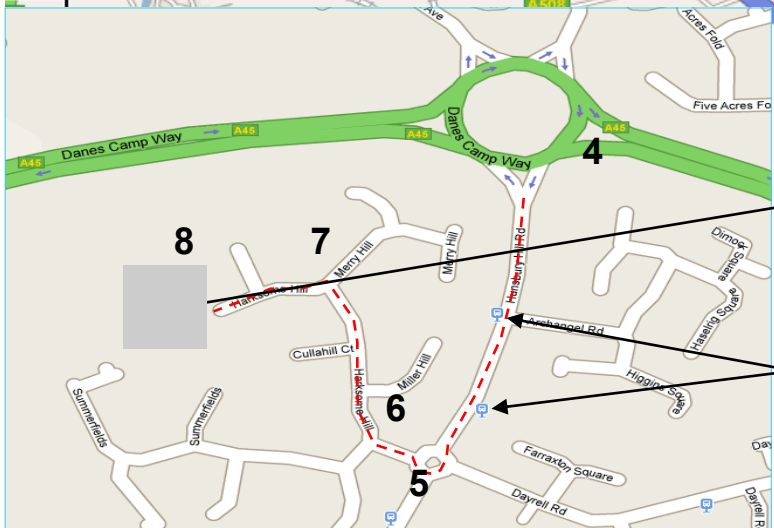 A508
Ave
Acres Fold
Five Acres Fo
A45
Danes Camp Way
A45
A45
A45
Danes Camp Way
4
8
7
Merry Hill
Merry Hill
Hunsbury Hill Rd
Dimock Square
Harksome Hill
Archangel Rd
Haselrig Square
Cullahill Ct
Miller Hill
Higgins Square
Harksome Hill
Summerfields
Summerfields
6
5
Farraxton Square
Day
Dayrell Rd
Dayrell Rd